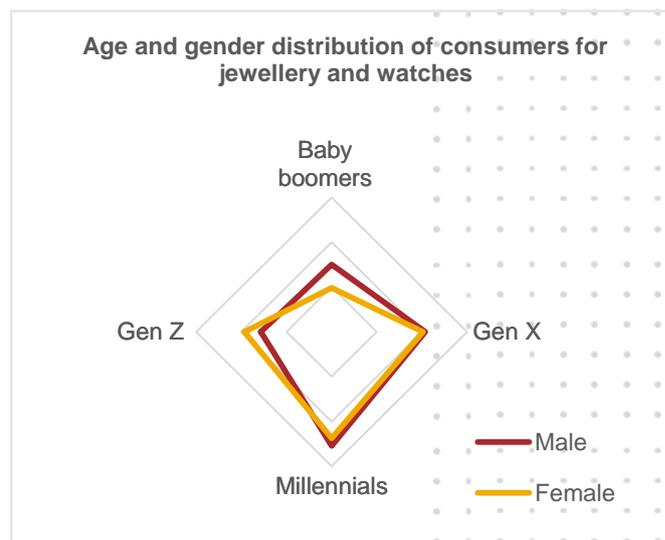 Age and gender distribution of consumers for
jewellery and watches
Baby
boomers
Gen Z
Gen X
Millennials
Male
Female